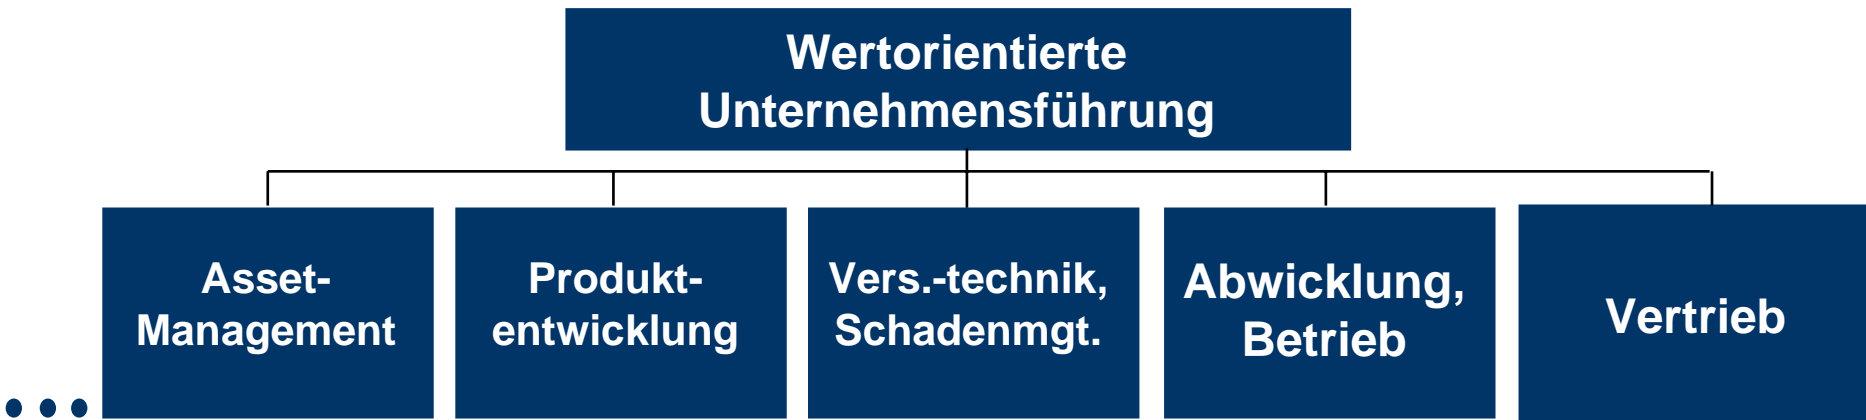 Wertorientierte
Unternehmensführung
Asset-
Management
Produkt-
entwicklung
Vers.-technik,
Schadenmgt.
Abwicklung,
Betrieb
Vertrieb